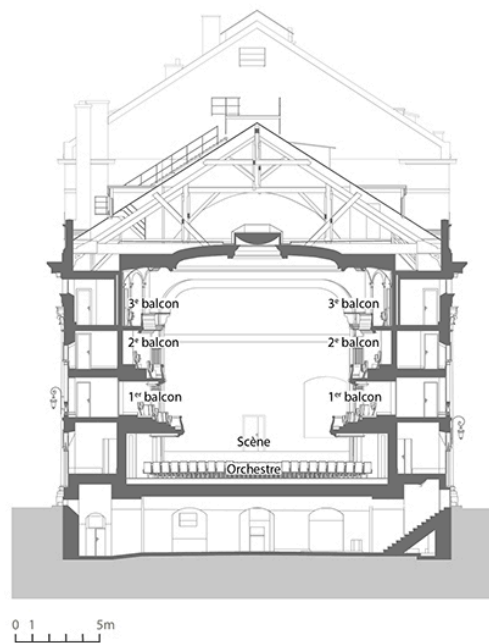 3e balcon 3e balcon
2e balcon 2e balcon
1er balcon 1er balcon
Scène
Orchestre
0 1 5m